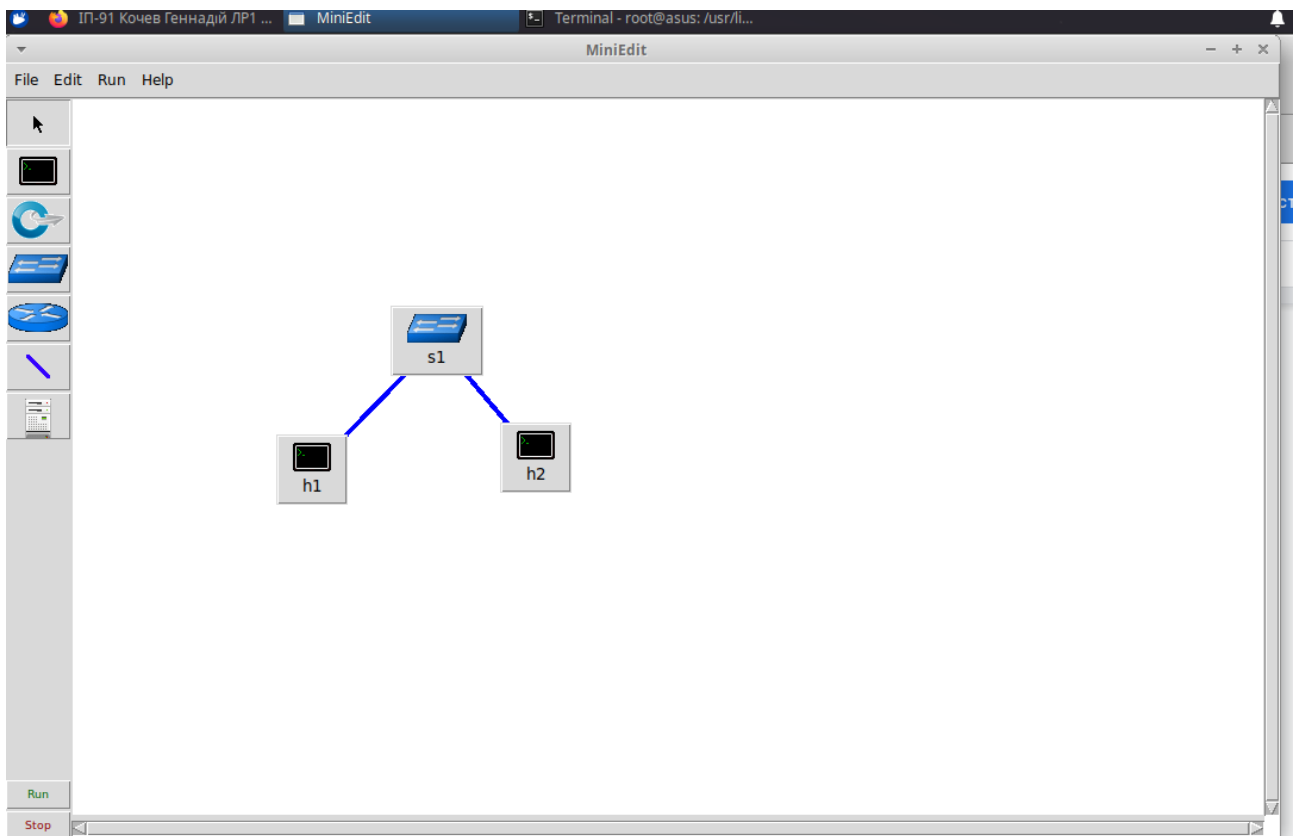 ІП-91 Кочев Геннадій ЛР1 ... MiniEdit Terminal - root@asus: /usr/li...
MiniEdit
File Edit Run Help
s1
h1
h2
Run
Stop